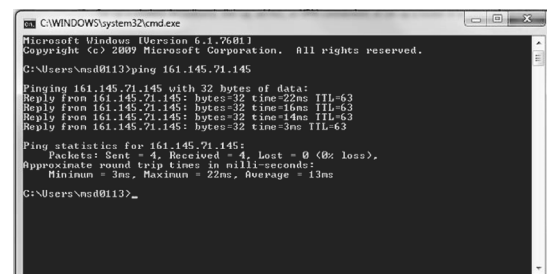 C:\WINDOWS\system32\cmd.exe
Microsoft Windows [Version 6.1.7601]
Copyright (c) 2009 Microsoft Corporation.  All rights reserved.
C:\Users\msd0113>ping 161.145.71.145
Pinging 161.145.71.145 with 32 bytes of data:
Reply from 161.145.71.145: bytes=32 time=22ms TTL=63
Reply from 161.145.71.145: bytes=32 time=16ms TTL=63
Reply from 161.145.71.145: bytes=32 time=14ms TTL=63
Reply from 161.145.71.145: bytes=32 time=3ms TTL=63
Ping statistics for 161.145.71.145:
    Packets: Sent = 4, Received = 4, Lost = 0 (0% loss),
Approximate round trip times in milli-seconds:
    Minimum = 3ms, Maximum = 22ms, Average = 13ms
C:\Users\msd0113>_